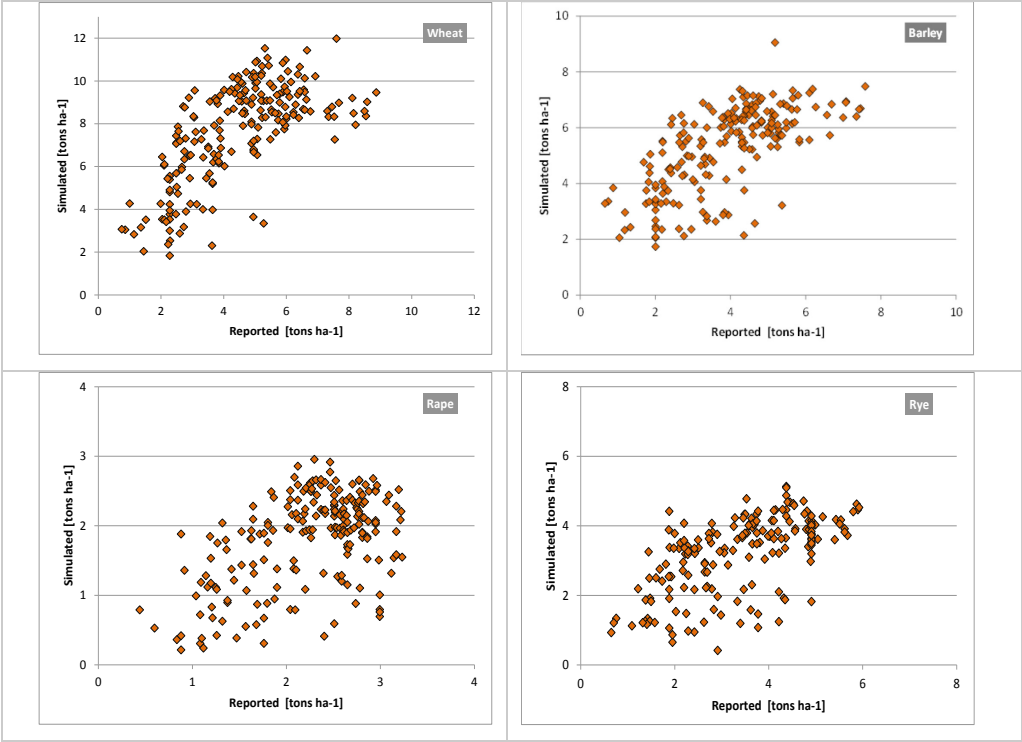 Wheat
12
10
8
6
4
2
0
Simulated [tons ha-1]
0 2 4 6 8 10 12
Reported [tons ha-1]
Barley
10
8
6
4
2
0
Simulated [tons ha-1]
0 2 4 6 8 10
Reported [tons ha-1]
Rape
4
3
2
1
0
Simulated [tons ha-1]
0 1 2 3 4
Reported [tons ha-1]
Rye
8
6
4
2
0
Simulated [tons ha-1]
0 2 4 6 8
Reported [tons ha-1]